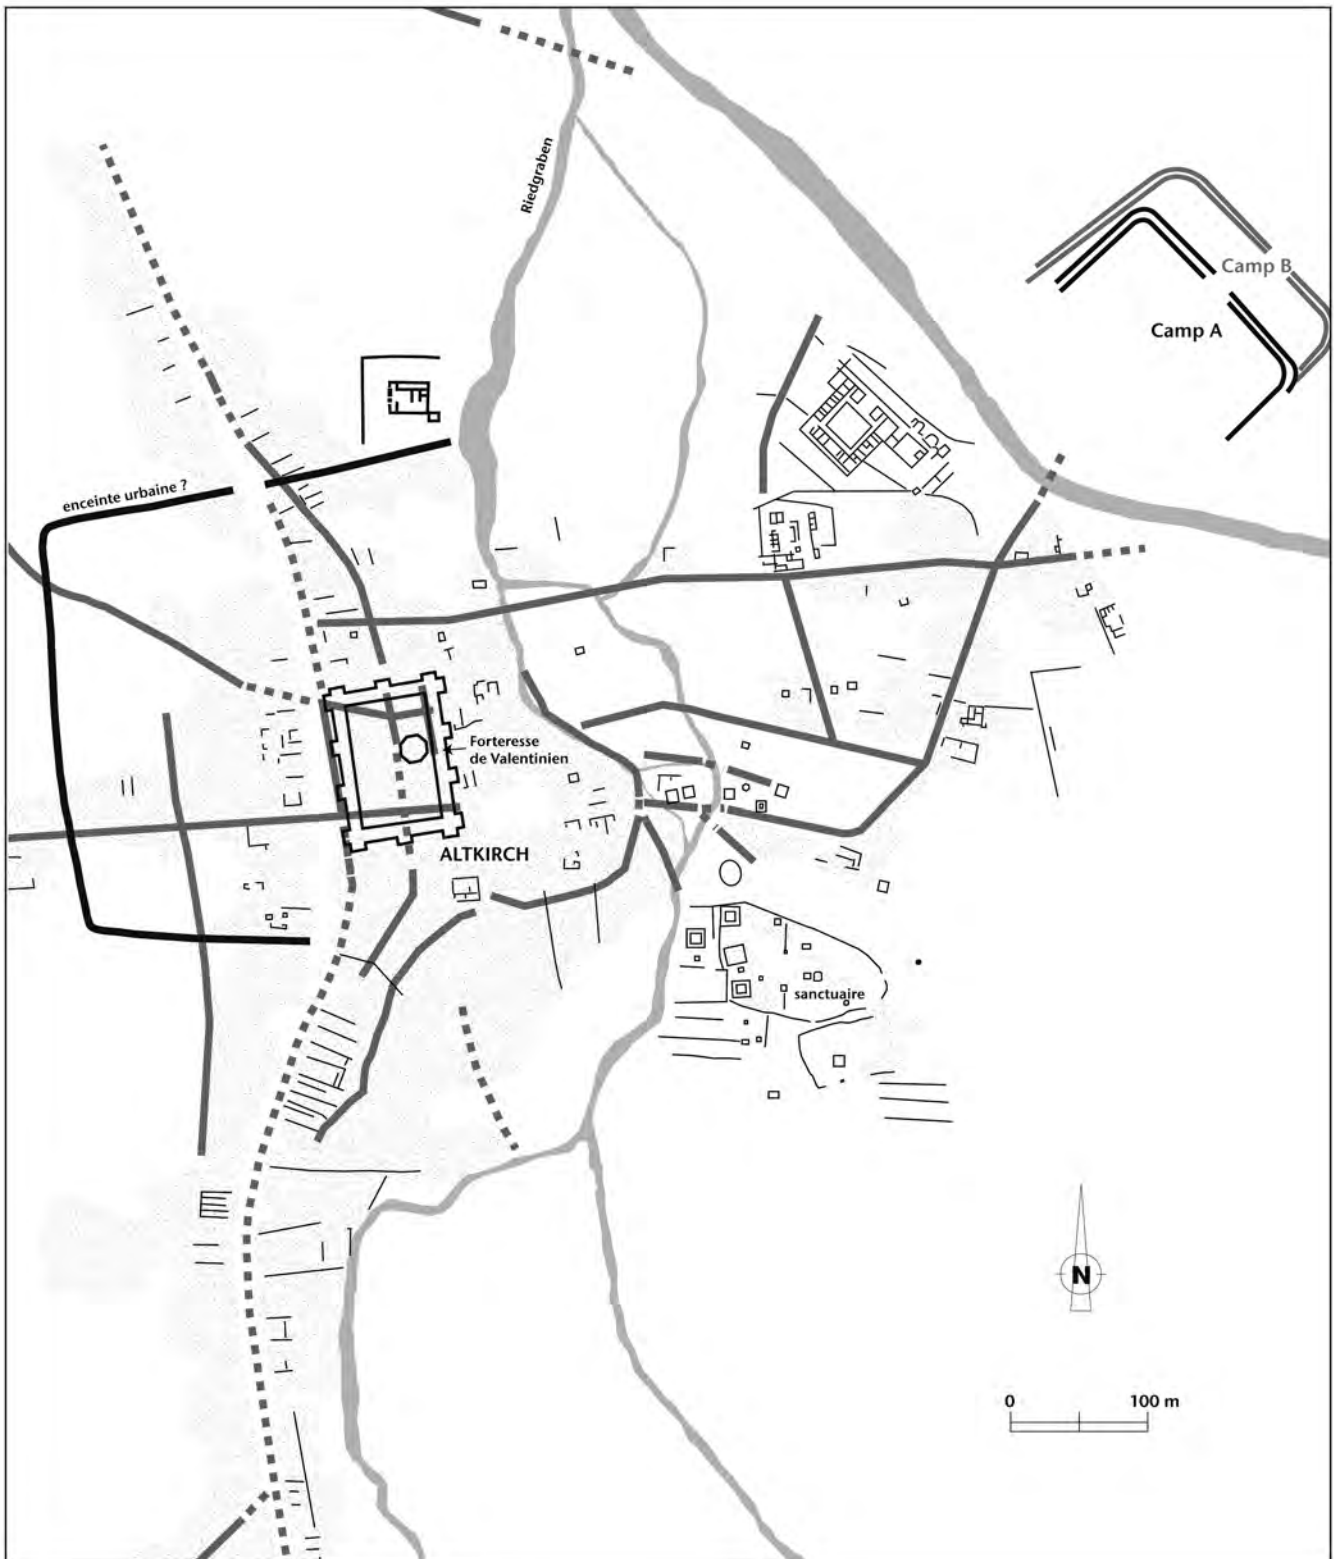 Riedgraben
Camp B
Camp A
enceinte urbaine ?
Forteresse
de Valentinien
ALTKIRCH
sanctuaire
N
0 100 m